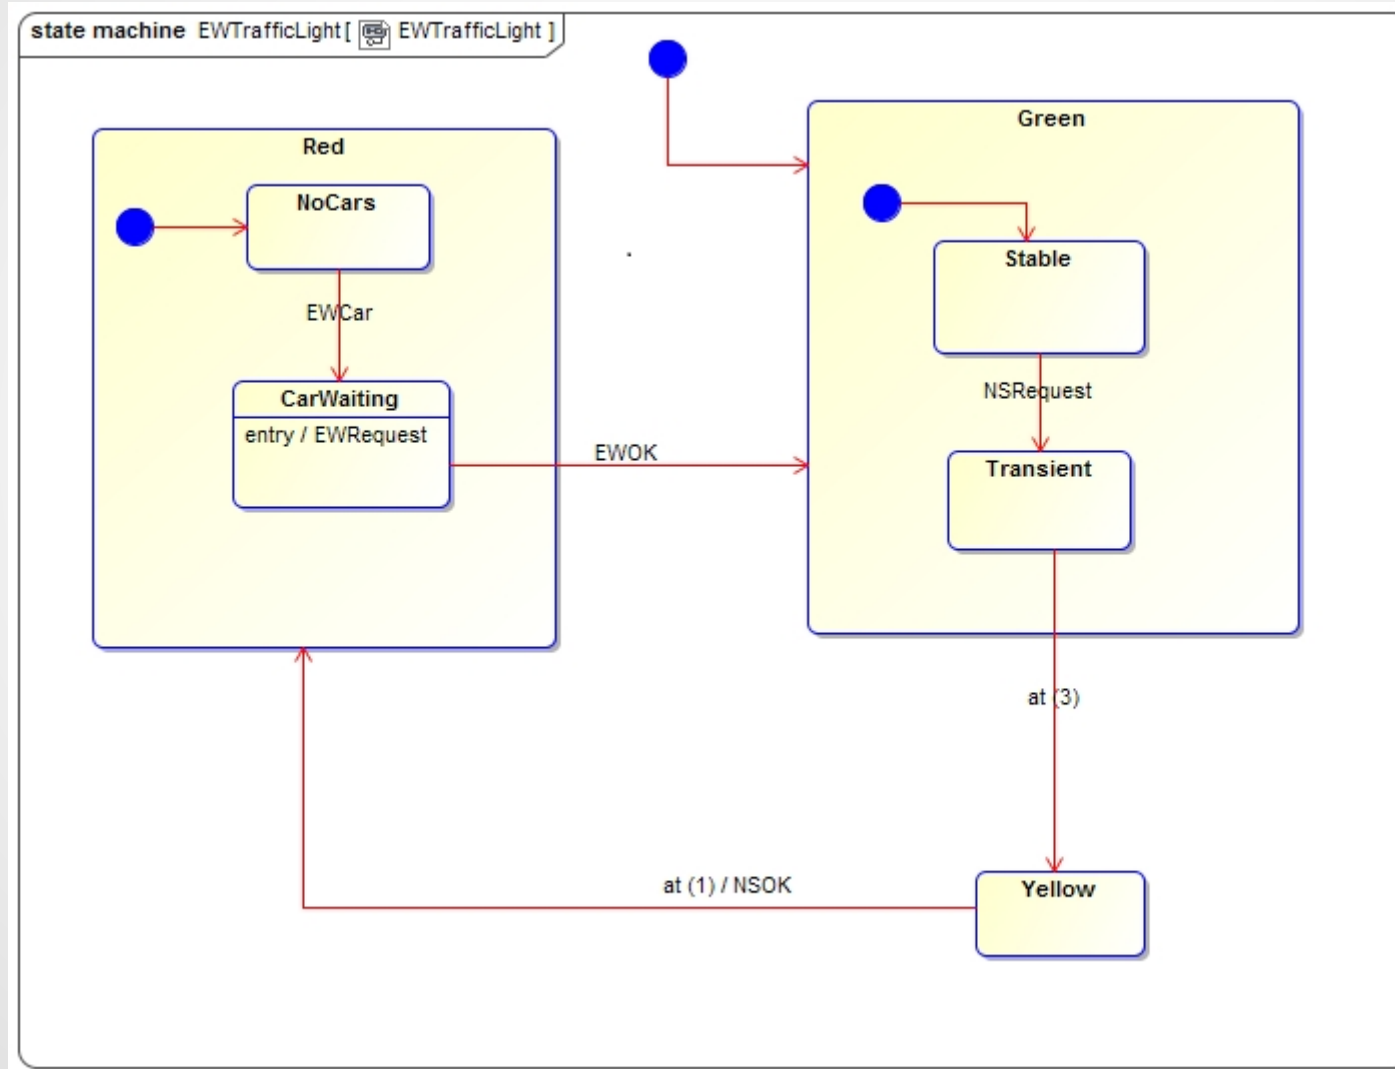 state machine EWTrafficLight [ EWTrafficLight ]
Red
NoCars
EWCar
CarWaiting
entry / EWRequest
EWOK
Green
Stable
NSRequest
Transient
at (3)
at (1) / NSOK
Yellow